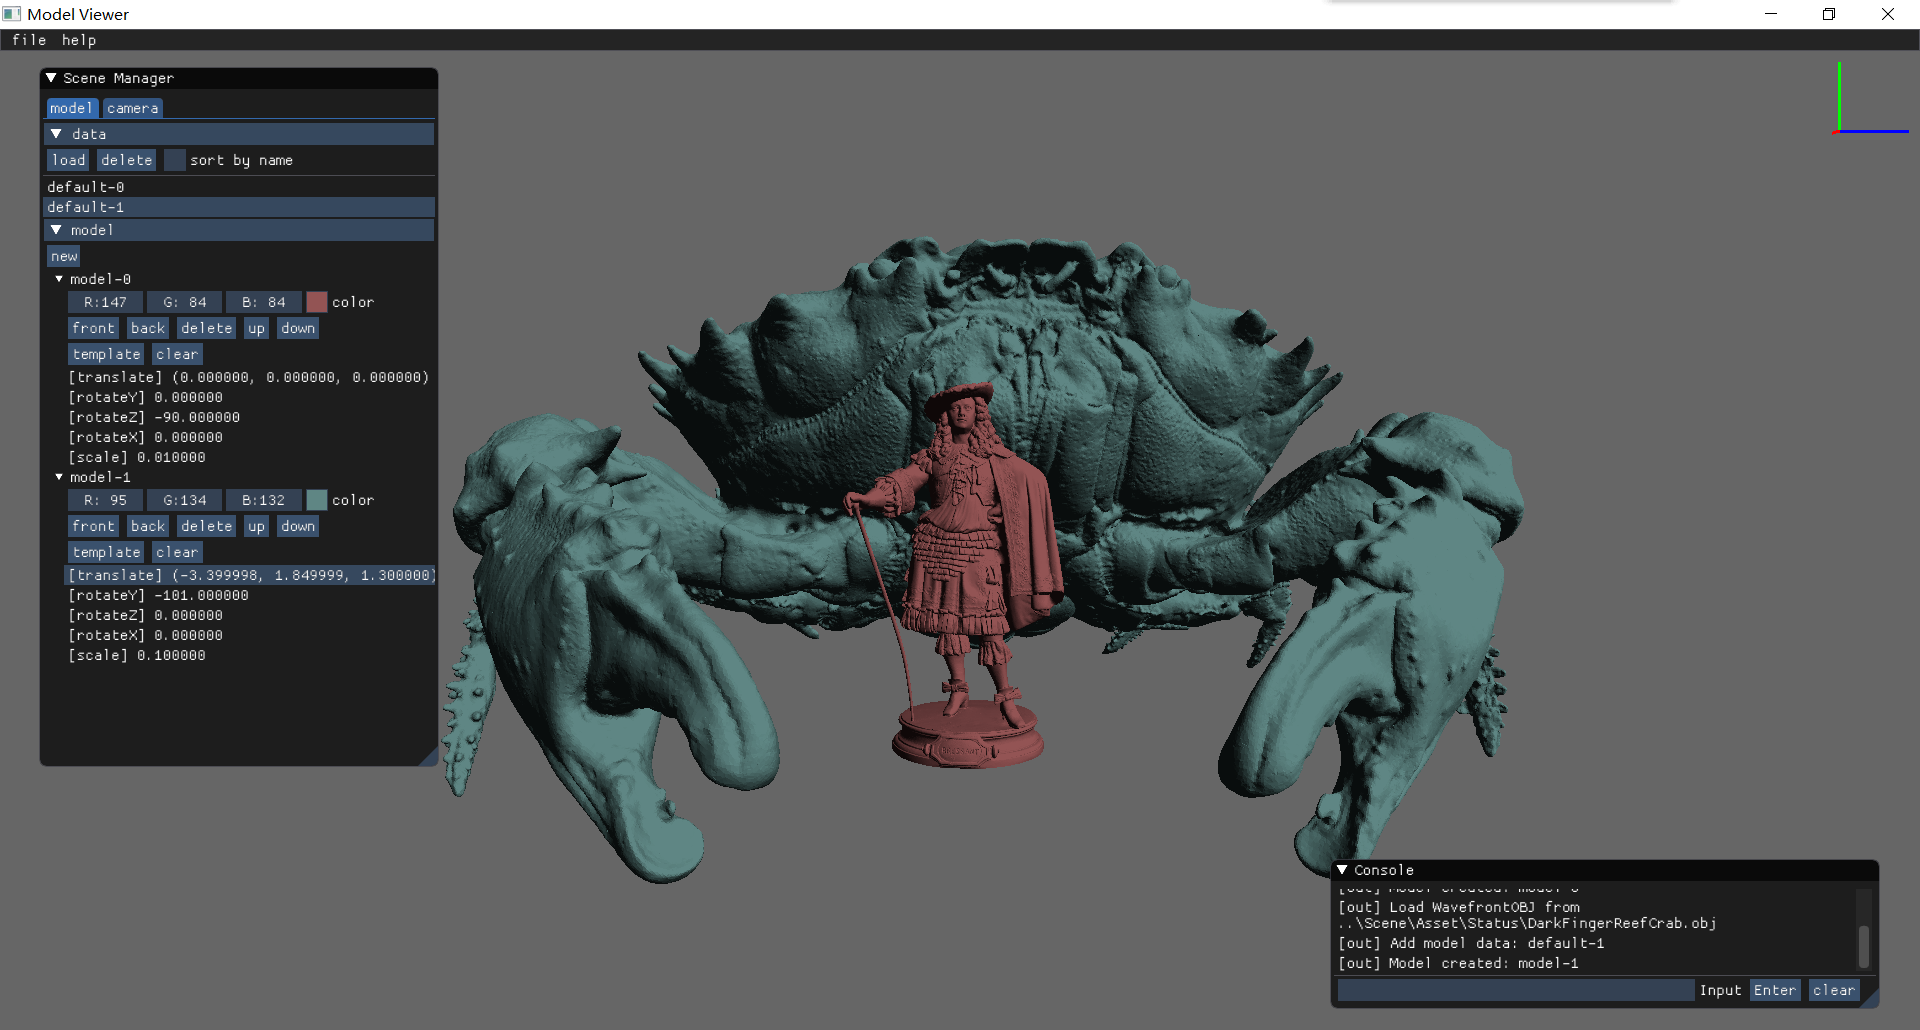 Model Viewer
file help
Scene Manager
model camera
data
load delete sort by name
default-0
default-1
model
new
model-0
R:147 G: 84 B: 84 color
front back delete up down
template clear
[translate] (0.000000, 0.000000, 0.000000)
[rotateY] 0.000000
[rotateZ] -90.000000
[rotateX] 0.000000
[scale] 0.010000
model-1
R: 95 G:134 B:132 color
front back delete up down
template clear
[translate] (-3.399998, 1.849999, 1.300000)
[rotateY] -101.000000
[rotateZ] 0.000000
[rotateX] 0.000000
[scale] 0.100000
Console
[out] Model created: model-0
[out] Load WavefrontOBJ from
..\Scene\Asset\Status\DarkFingerReefCrab.obj
[out] Add model data: default-1
[out] Model created: model-1
Input Enter clear